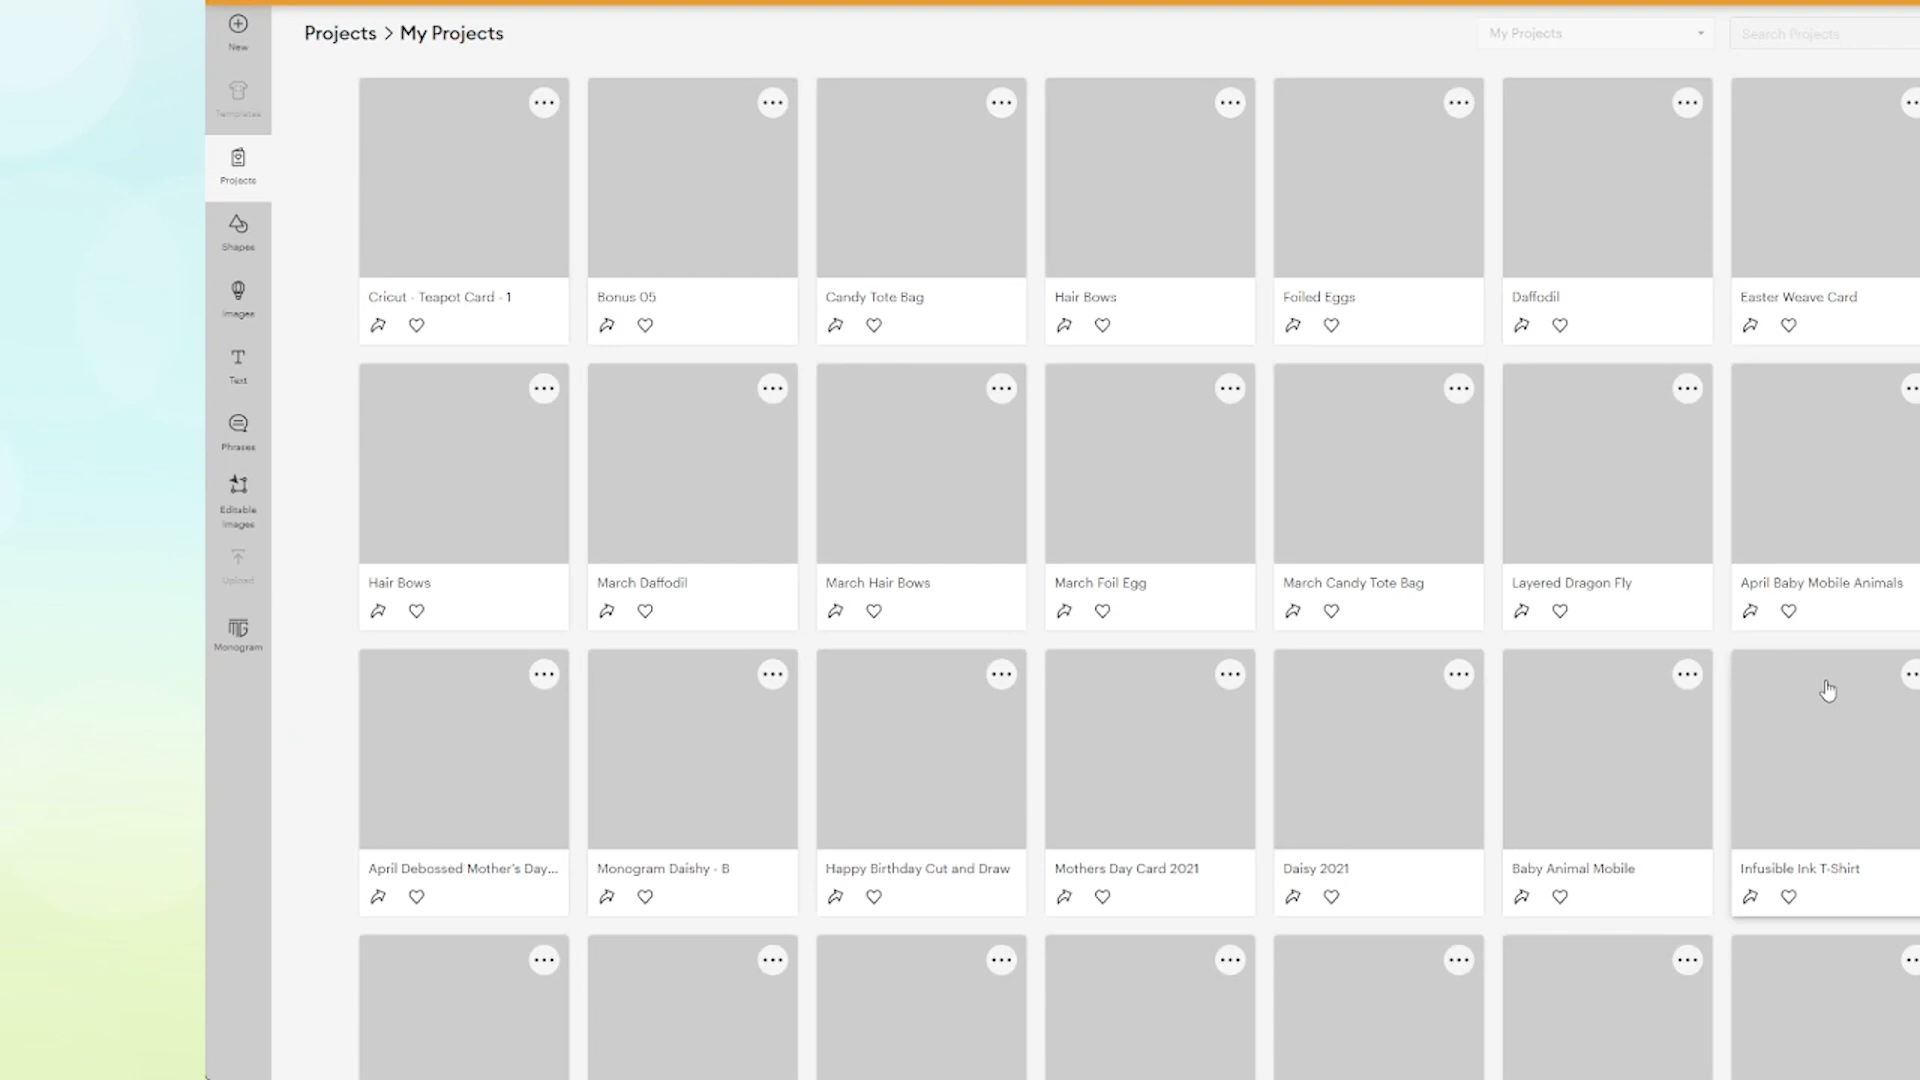 New
Projects > My Projects
My Projects
Search Projects
Templates
Projects
Shapes
Images
Text
Phrases
Editable
Images
Upload
Monogram
Cricut - Teapot Card - 1
Bonus 05
Candy Tote Bag
Hair Bows
Foiled Eggs
Daffodil
Easter Weave Card
Hair Bows
March Daffodil
March Hair Bows
March Foil Egg
March Candy Tote Bag
Layered Dragon Fly
April Baby Mobile Animals
April Debossed Mother's Day...
Monogram Daishy - B
Happy Birthday Cut and Draw
Mothers Day Card 2021
Daisy 2021
Baby Animal Mobile
Infusible Ink T-Shirt